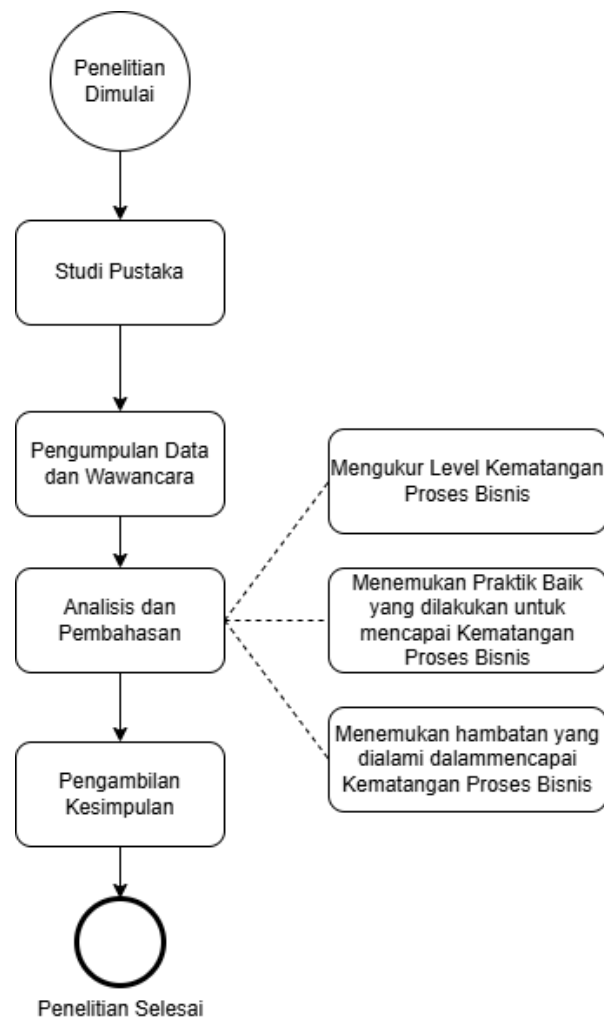 Penelitian
Dimulai
Studi Pustaka
Pengumpulan Data
dan Wawancara
Analisis dan
Pembahasan
Mengukur Level Kematangan
Proses Bisnis
Menemukan Praktik Baik
yang dilakukan untuk
mencapai Kematangan
Proses Bisnis
Menemukan hambatan yang
dialami dalammencapai
Kematangan Proses Bisnis
Pengambilan
Kesimpulan
Penelitian Selesai